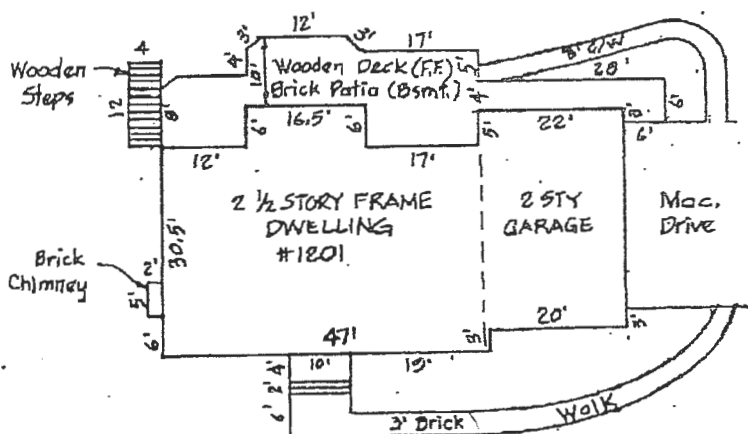 12'
3'
3'
4
4'
10'
17'
3' C/W
Wooden
Steps
Wooden Deck (F.F.)
5'
28'
Brick Patio (Bsmt.)
4'
6'
12
8'
6'
16.5'
6'
5'
22'
3'
6'
12'
17'
2 ½ STORY FRAME
DWELLING
#1201
2 STY
GARAGE
Mac.
Drive
30.5'
Brick
Chimney
2'
5'
6'
47'
3'
20'
3'
4'
10'
19'
2'
6'
3' Brick
Walk